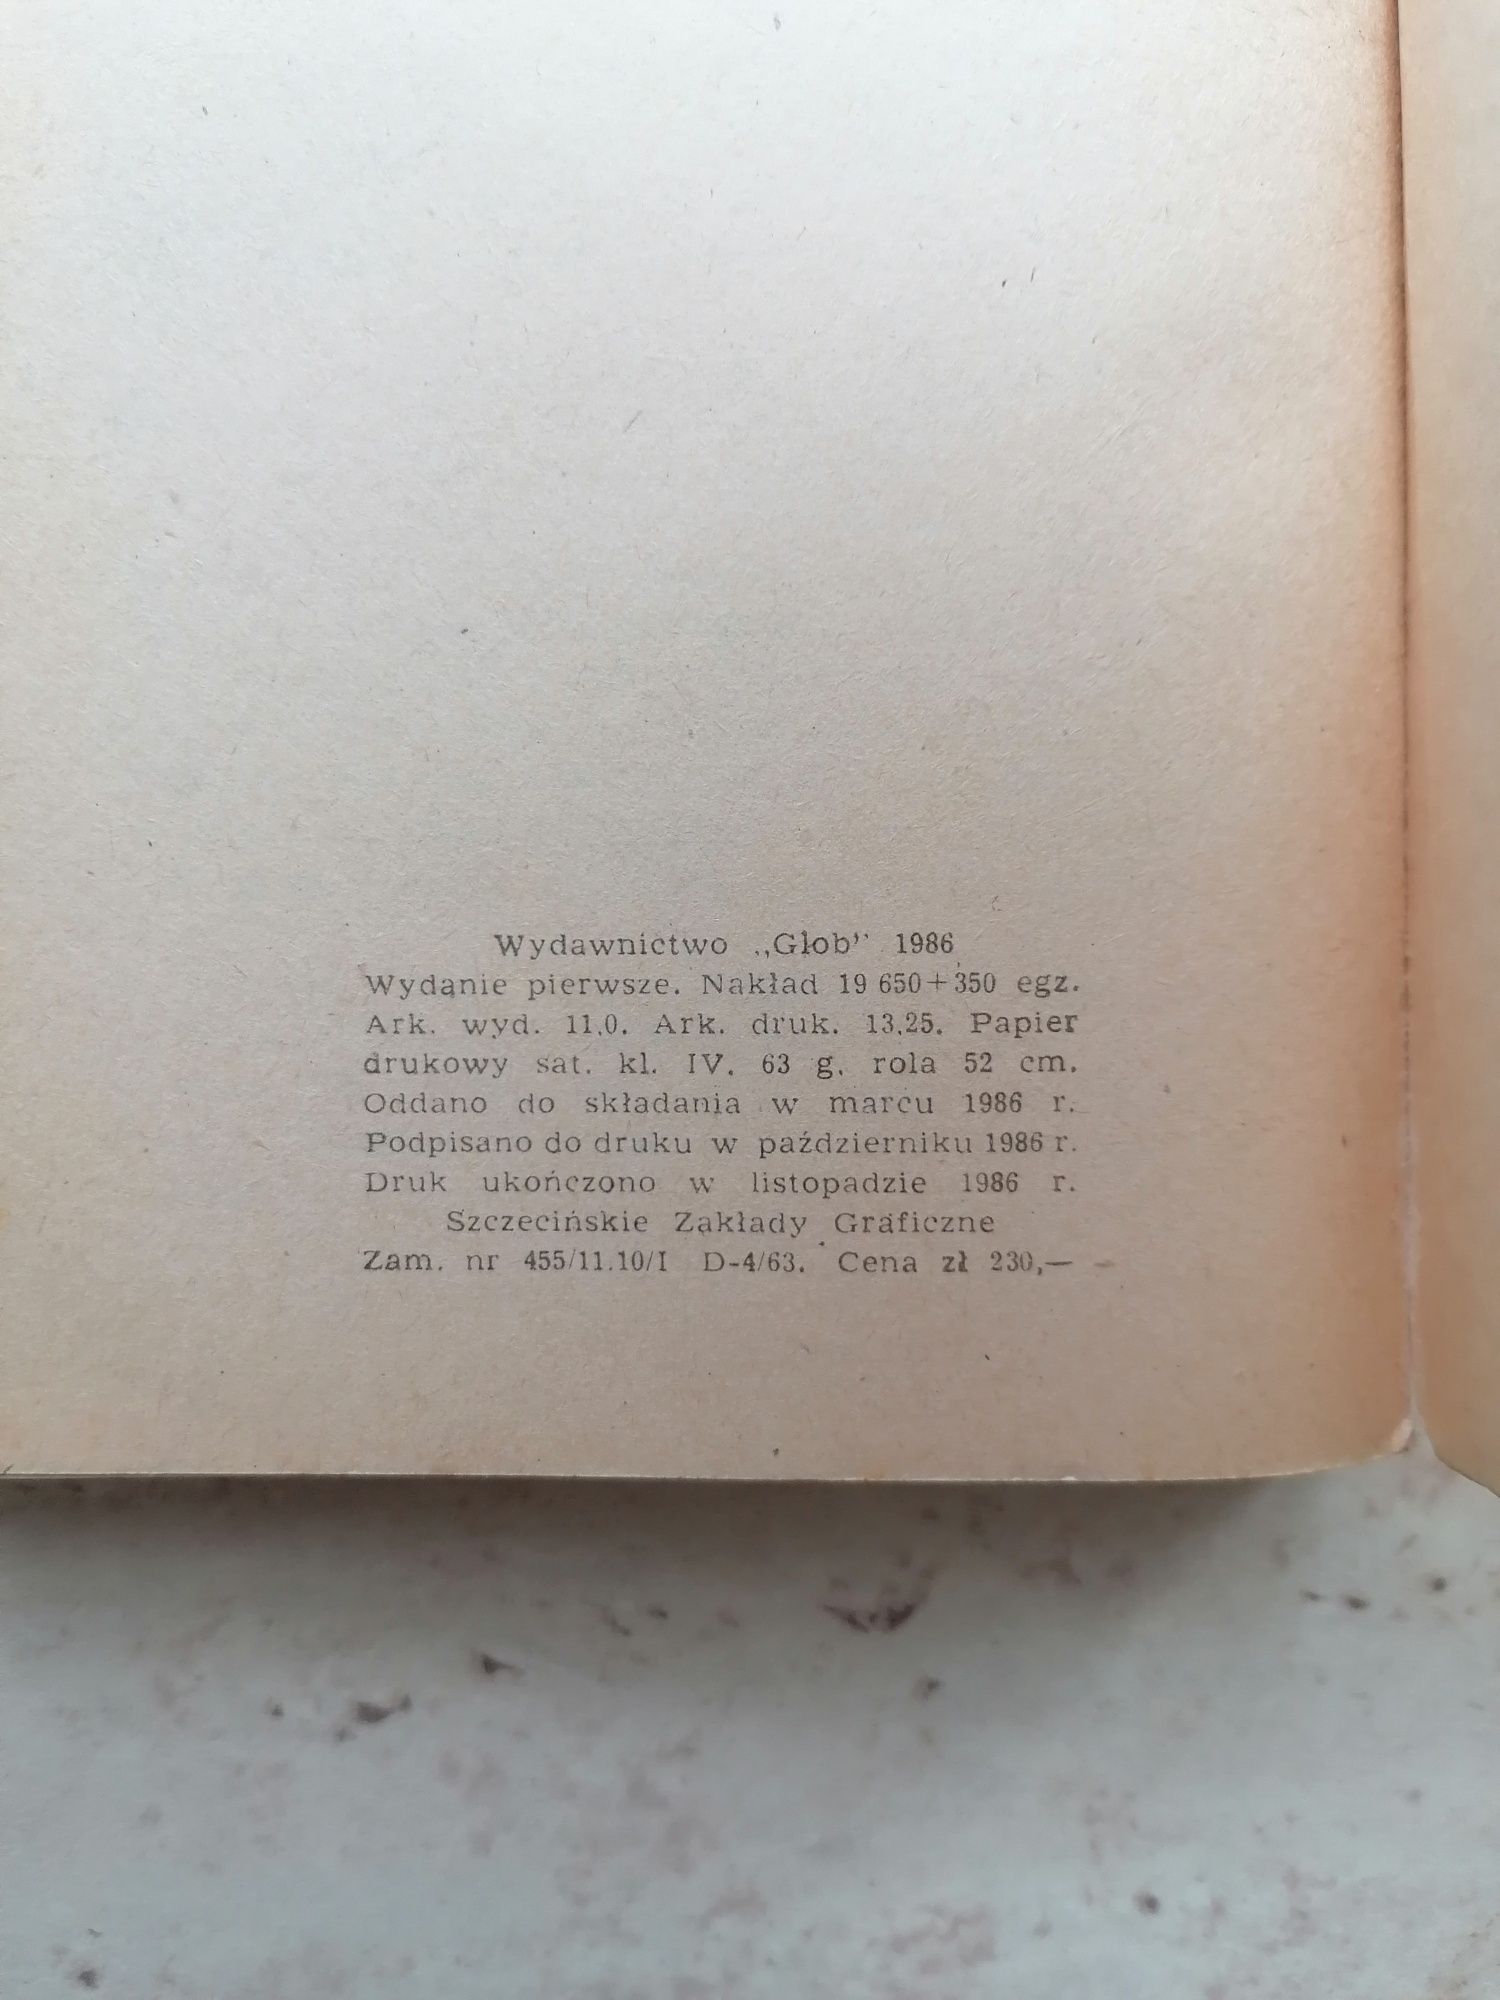 Wydawnictwo „Głob” 1986
Wydanie pierwsze. Nakład 19 650+350 egz.
Ark. wyd. 11,0. Ark. druk. 13,25. Papier
drukowy sat. kl. IV. 63 g. rola 52 cm.
Oddano do składania w marcu 1986 r.
Podpisano do druku w październiku 1986 r.
Druk ukończono w listopadzie 1986 r.
Szczecińskie Zakłady Graficzne
Zam. nr 455/11.10/I D-4/63. Cena zł 230,—